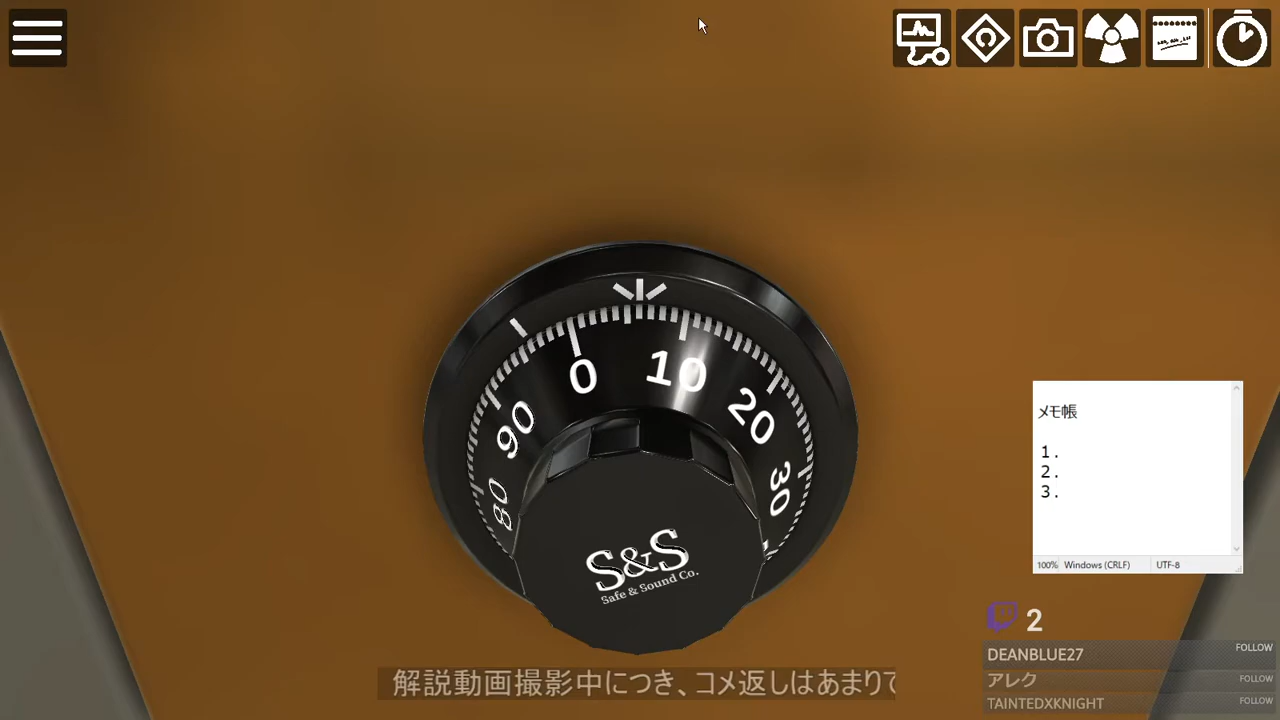 0
10
20
30
90
80
S&S
Safe & Sound Co.
メモ帳
1.
2.
3.
100%
Windows (CRLF)
UTF-8
2
DEANBLUE27
FOLLOW
アレク
FOLLOW
TAINTEDXKNIGHT
FOLLOW
解説動画撮影中につき、コメ返しはあまりで